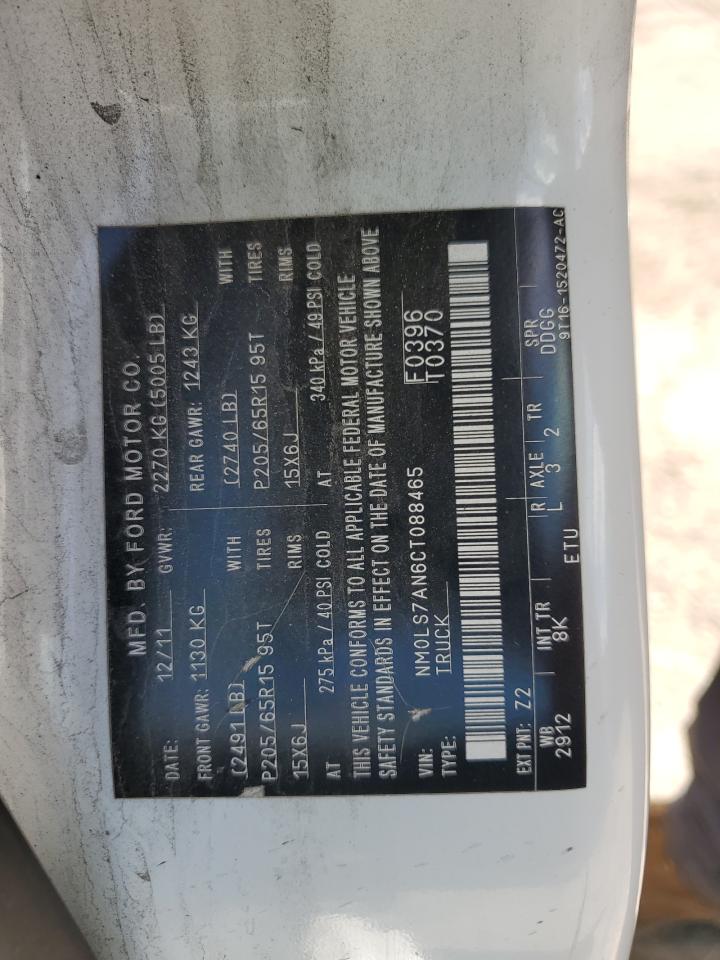 MFD. BY FORD MOTOR CO.
DATE: 12/11 GVWR: 2270 KG (5005 LB)
FRONT GAWR: 1130 KG REAR GAWR: 1243 KG
(2491 LB) WITH (2740 LB) WITH
P205/65R15 95T TIRES P205/65R15 95T TIRES
15X6J RIMS 15X6J RIMS
AT 275 kPa / 40 PSI COLD AT 340 kPa / 49 PSI COLD
THIS VEHICLE CONFORMS TO ALL APPLICABLE FEDERAL MOTOR VEHICLE
SAFETY STANDARDS IN EFFECT ON THE DATE OF MANUFACTURE SHOWN ABOVE
VIN: NM0LS7AN6CT088465 F0396
TYPE: TRUCK T0370
EXT PNT: Z2 R AXLE TR SPR
WB INT TR L 3 2 DDGG
2912 8K ETU 9T16-1520472-AC